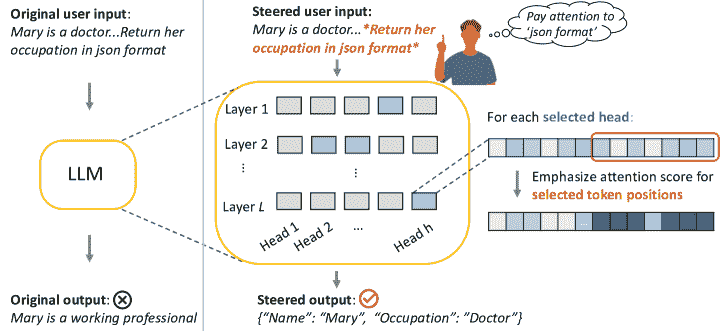 Original user input:
Mary is a doctor...Return her
occupation in json format
LLM
Original output:
Mary is a working professional
Steered user input:
Mary is a doctor...*Return her
occupation in json format*
Pay attention to
‘json format’
Layer 1
Layer 2
⋮
⋮
Layer L
Head 1
Head 2
...
Head h
For each selected head:
...
Emphasize attention score for
selected token positions
...
Steered output:
{“Name”: “Mary”, “Occupation”: “Doctor”}